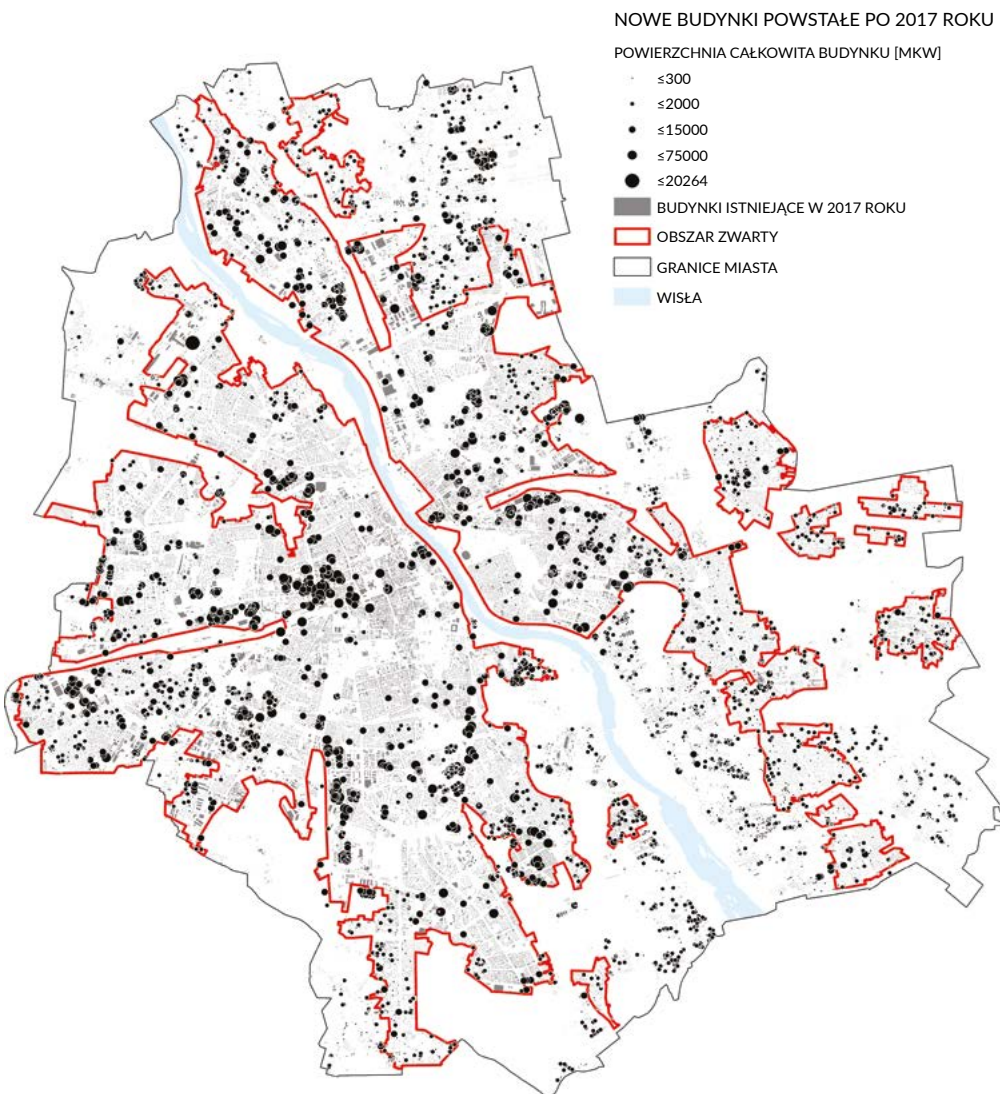 NOWE BUDYNKI POWSTAŁE PO 2017 ROKU
POWIERZCHNIA CAŁKOWITA BUDYNKU [MKW]
≤300
≤2000
≤15000
≤75000
≤20264
BUDYNKI ISTNIEJĄCE W 2017 ROKU
OBSZAR ZWARTY
GRANICE MIASTA
WISŁA